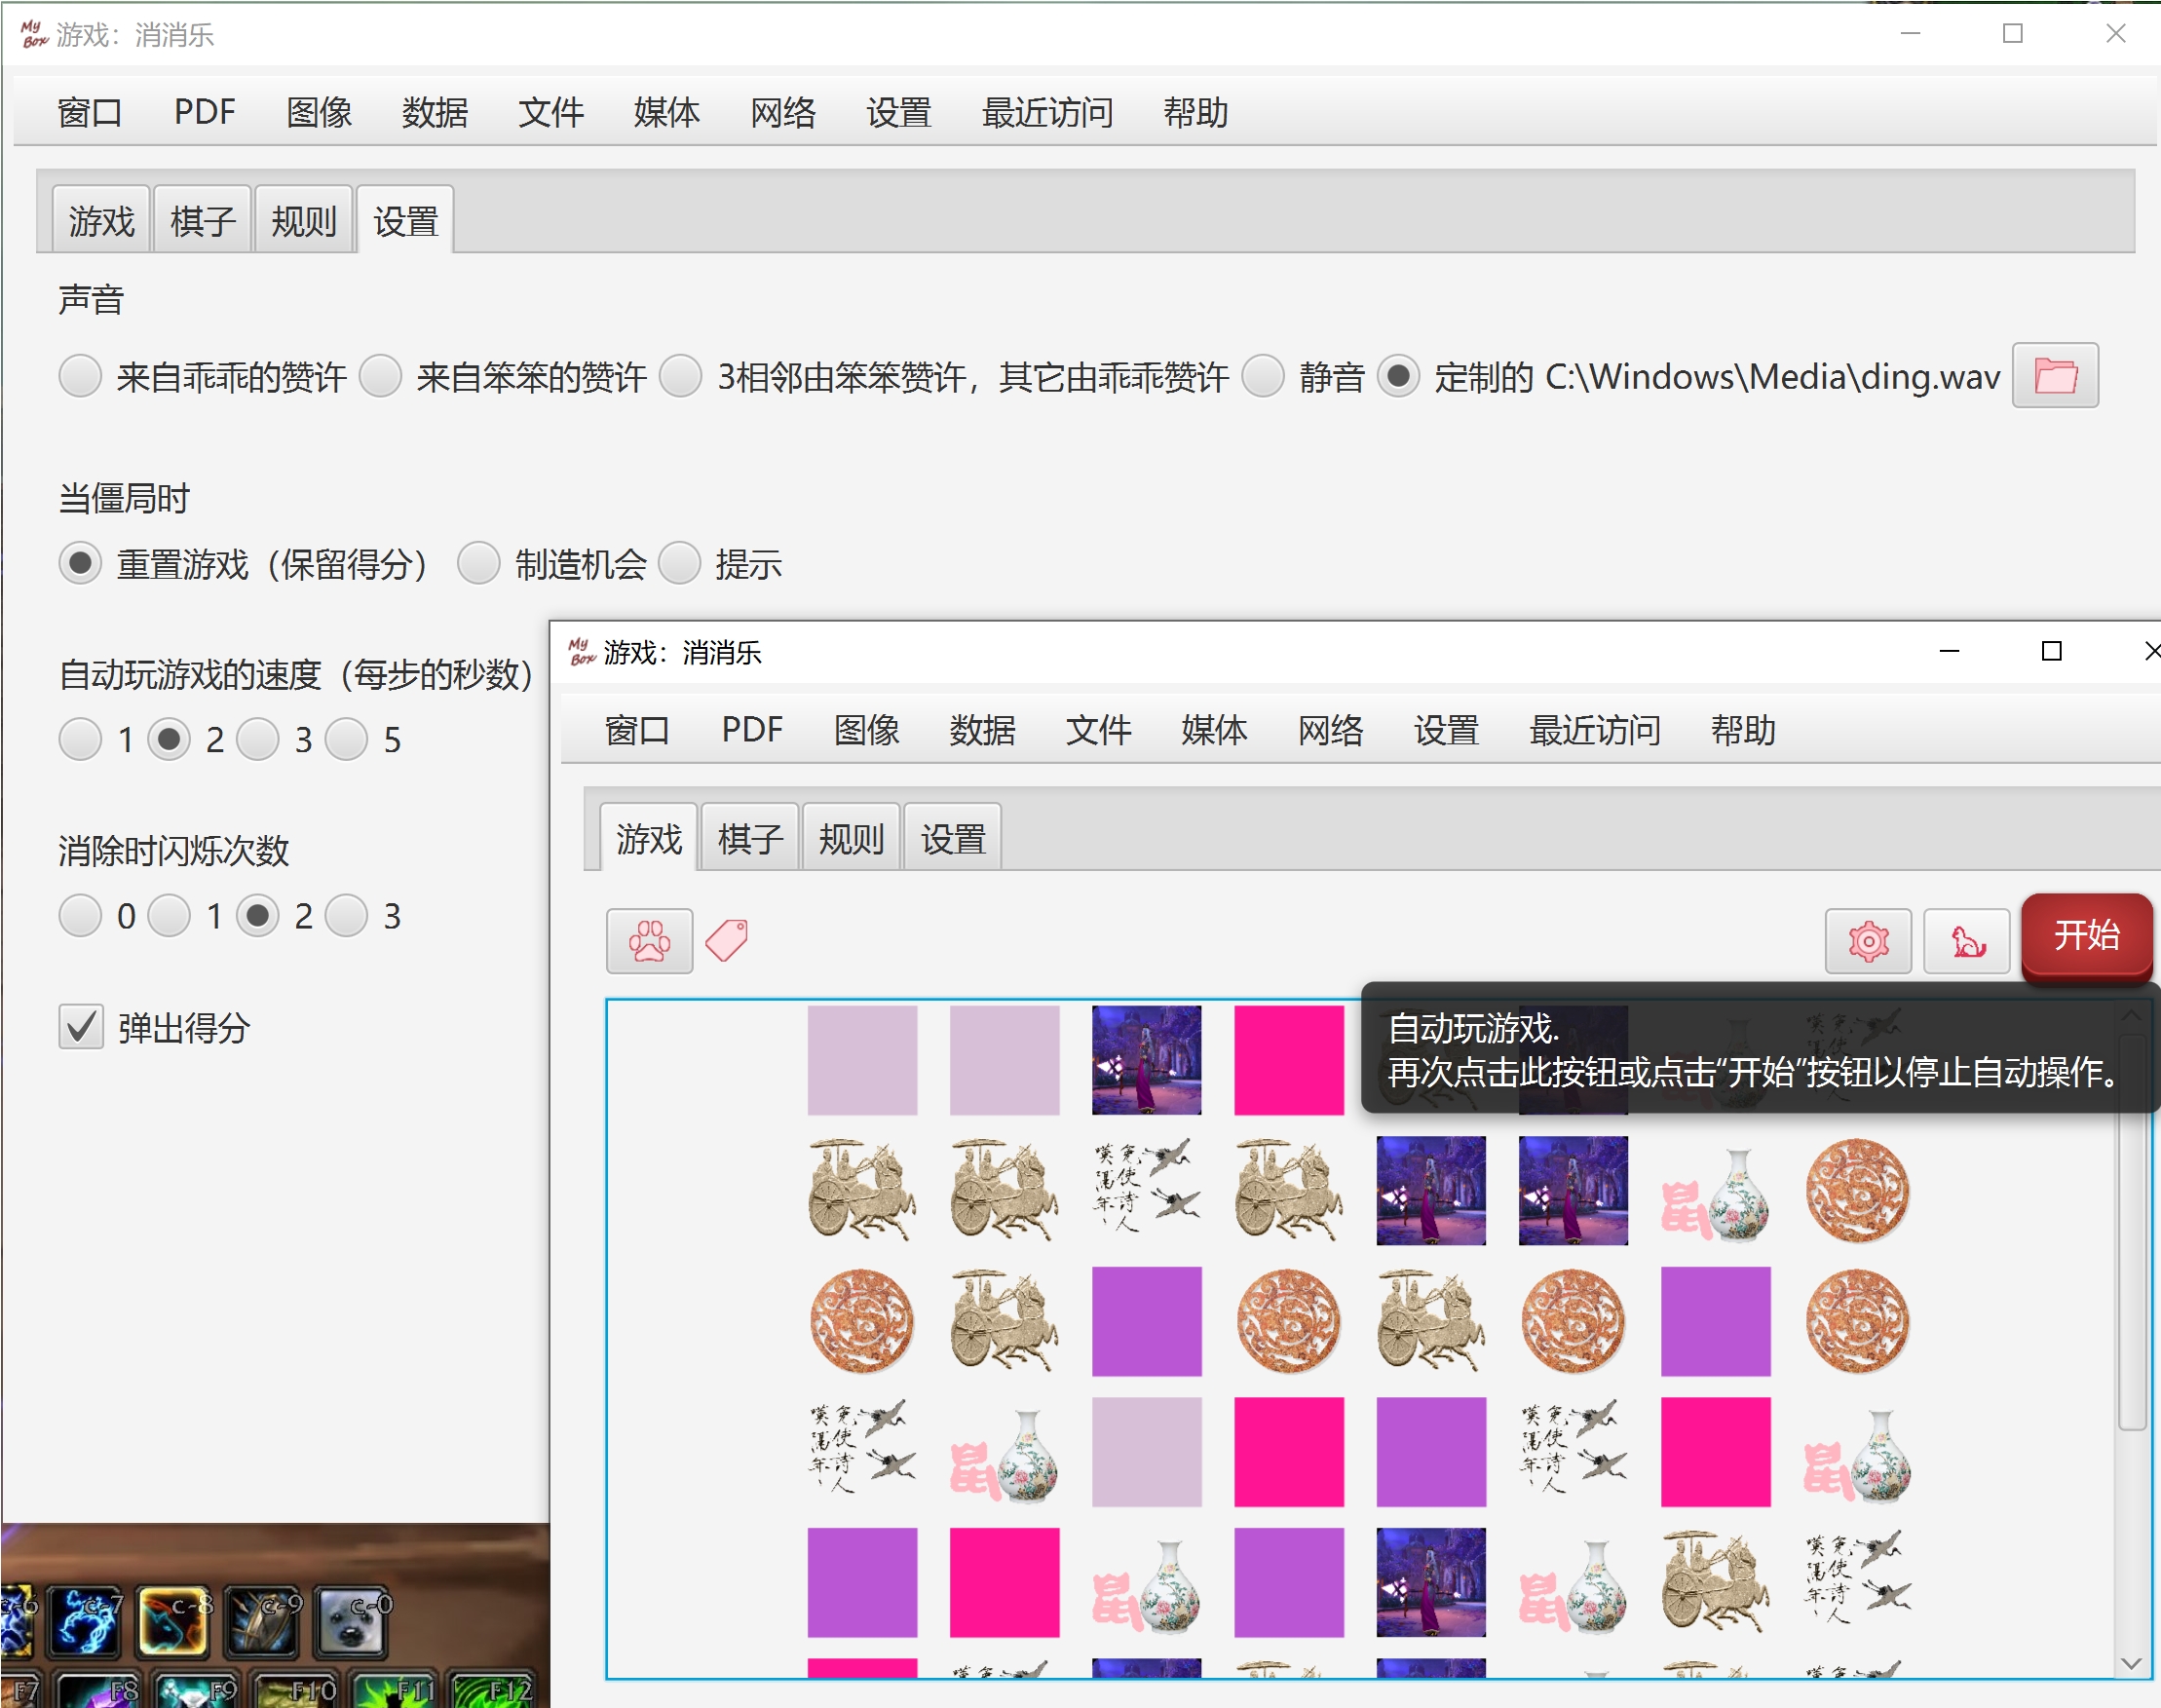 My Box 游戏：消消乐
窗口 PDF 图像 数据 文件 媒体 网络 设置 最近访问 帮助
游戏 棋子 规则 设置
声音
来自乖乖的赞许 来自笨笨的赞许 3相邻由笨笨赞许，其它由乖乖赞许 静音 定制的 C:\Windows\Media\ding.wav
当僵局时
重置游戏（保留得分） 制造机会 提示
自动玩游戏的速度（每步的秒数）
1 2 3 5
消除时闪烁次数
0 1 2 3
弹出得分
My Box 游戏：消消乐
窗口 PDF 图像 数据 文件 媒体 网络 设置 最近访问 帮助
游戏 棋子 规则 设置
开始
自动玩游戏.
再次点击此按钮或点击“开始”按钮以停止自动操作。
c-6 c-7 c-8 c-9 c-0
F7 F8 F9 F10 F11 F12